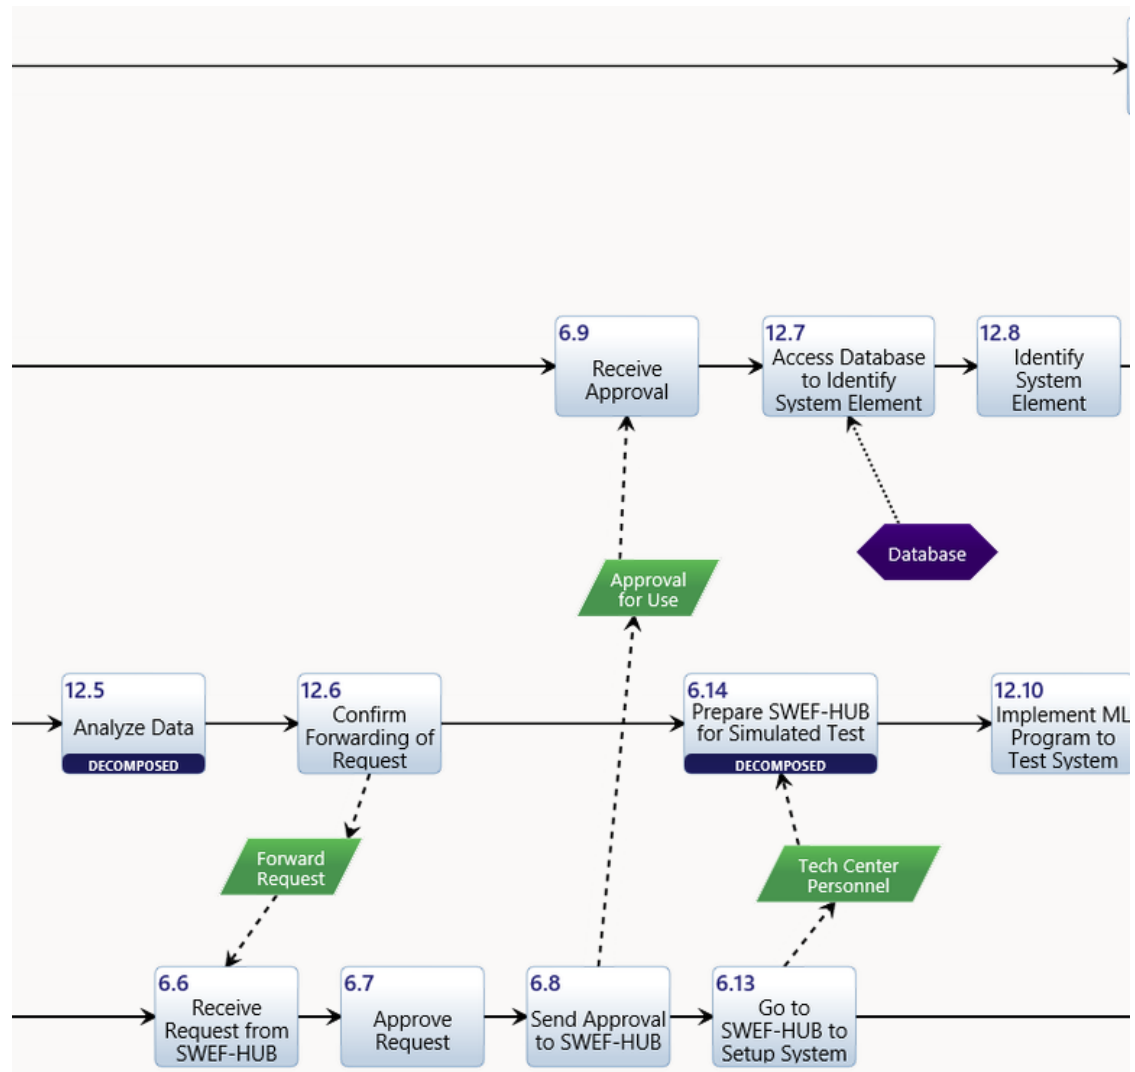 6.9
Receive
Approval
12.7
Access Database
to Identify
System Element
12.8
Identify
System
Element
Database
Approval
for Use
12.5
Analyze Data
DECOMPOSED
12.6
Confirm
Forwarding of
Request
6.14
Prepare SWEF-HUB
for Simulated Test
DECOMPOSED
12.10
Implement ML
Program to
Test System
Forward
Request
Tech Center
Personnel
6.6
Receive
Request from
SWEF-HUB
6.7
Approve
Request
6.8
Send Approval
to SWEF-HUB
6.13
Go to
SWEF-HUB to
Setup System